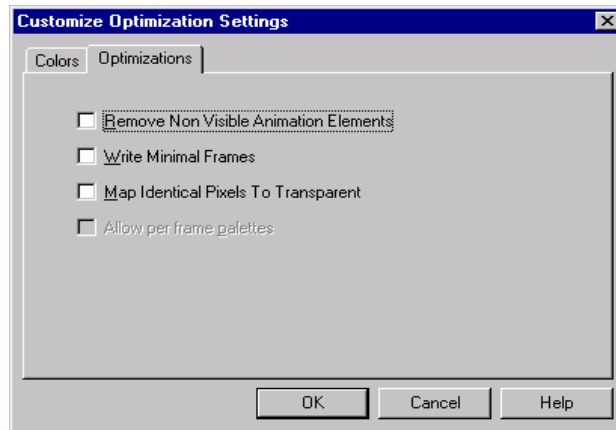 Customize Optimization Settings
Colors Optimizations
Remove Non Visible Animation Elements
Write Minimal Frames
Map Identical Pixels To Transparent
Allow per frame palettes
OK Cancel Help